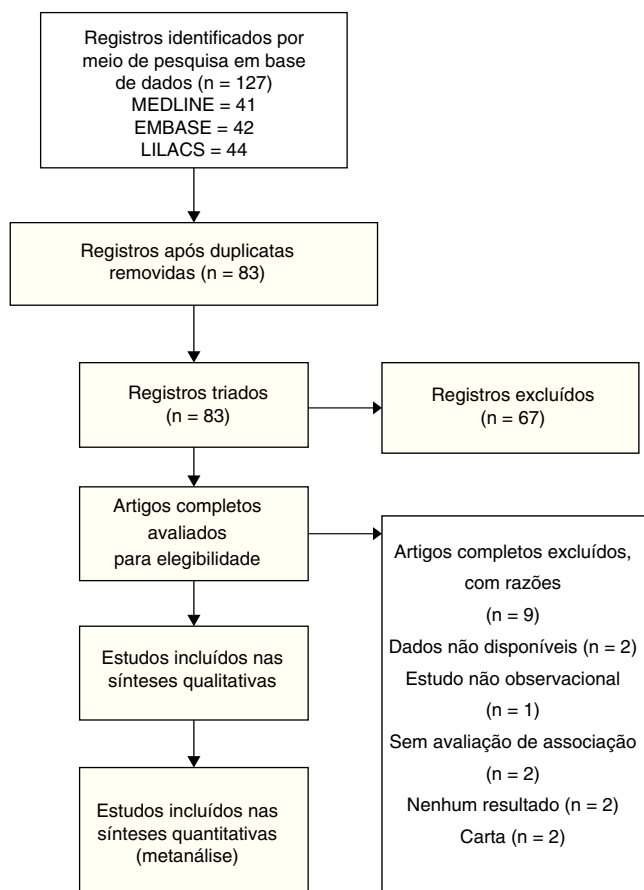 Registros identificados por
meio de pesquisa em base
de dados (n = 127)
MEDLINE = 41
EMBASE = 42
LILACS = 44
Registros após duplicatas
removidas (n = 83)
Registros triados
(n = 83)
Registros excluídos
(n = 67)
Artigos completos
avaliados
para elegibilidade
Artigos completos excluídos,
com razões
(n = 9)
Dados não disponíveis (n = 2)
Estudo não observacional
(n = 1)
Sem avaliação de associação
(n = 2)
Nenhum resultado (n = 2)
Carta (n = 2)
Estudos incluídos nas
sínteses qualitativas
Estudos incluídos nas
sínteses quantitativas
(metanálise)